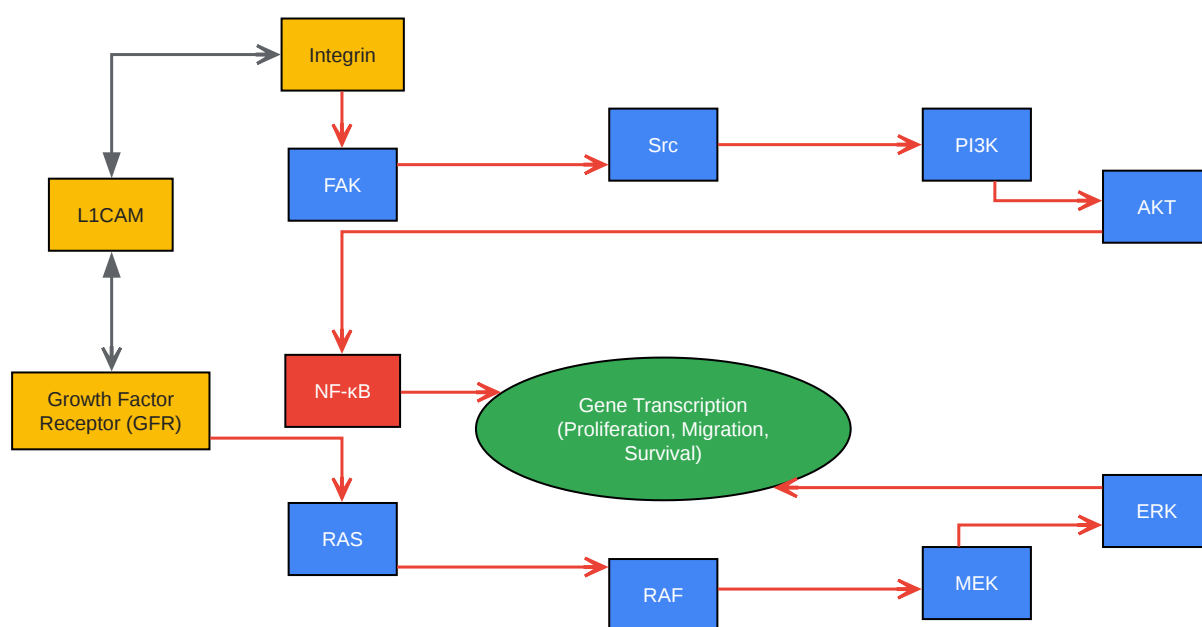 Integrin
Src
PI3K
FAK
AKT
L1CAM
NF-κB
Growth Factor
Receptor (GFR)
Gene Transcription
(Proliferation, Migration,
Survival)
ERK
RAS
MEK
RAF